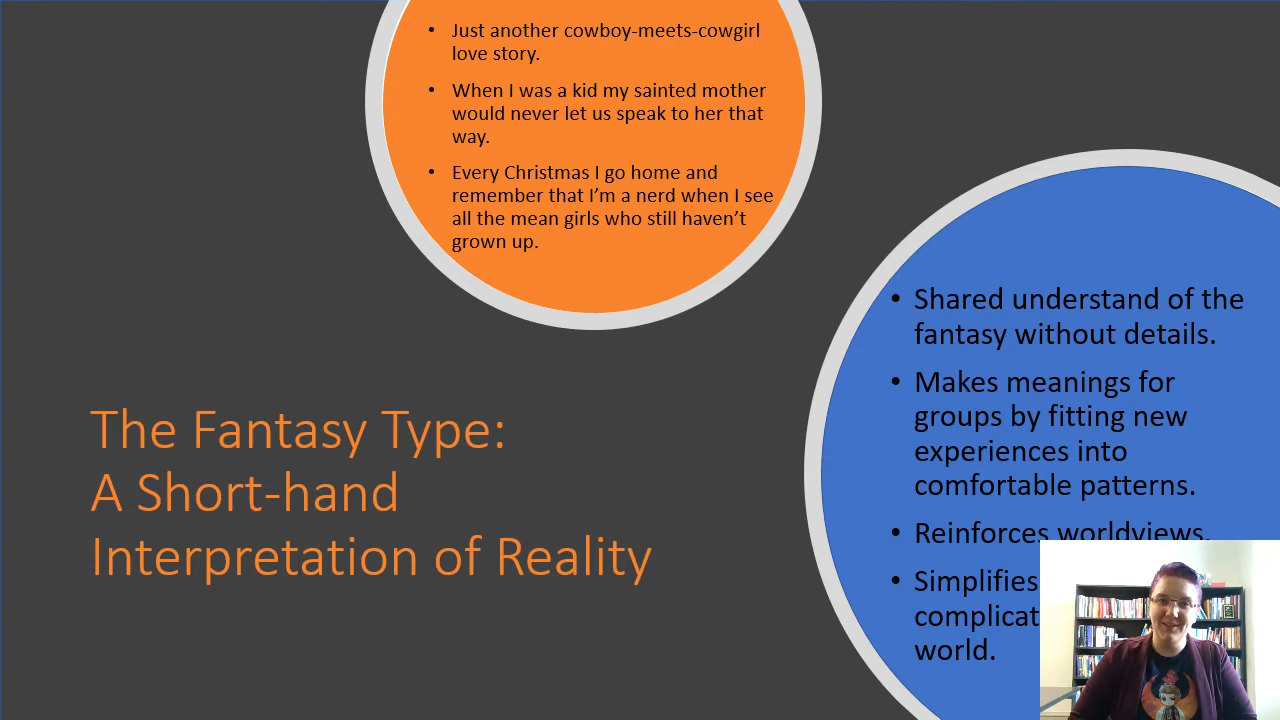 • Just another cowboy-meets-cowgirl
love story.
• When I was a kid my sainted mother
would never let us speak to her that
way.
• Every Christmas I go home and
remember that I’m a nerd when I see
all the mean girls who still haven’t
grown up.
The Fantasy Type:
A Short-hand
Interpretation of Reality
• Shared understand of the
fantasy without details.
• Makes meanings for
groups by fitting new
experiences into
comfortable patterns.
• Reinforces worldviews.
• Simplifies
complicat
world.